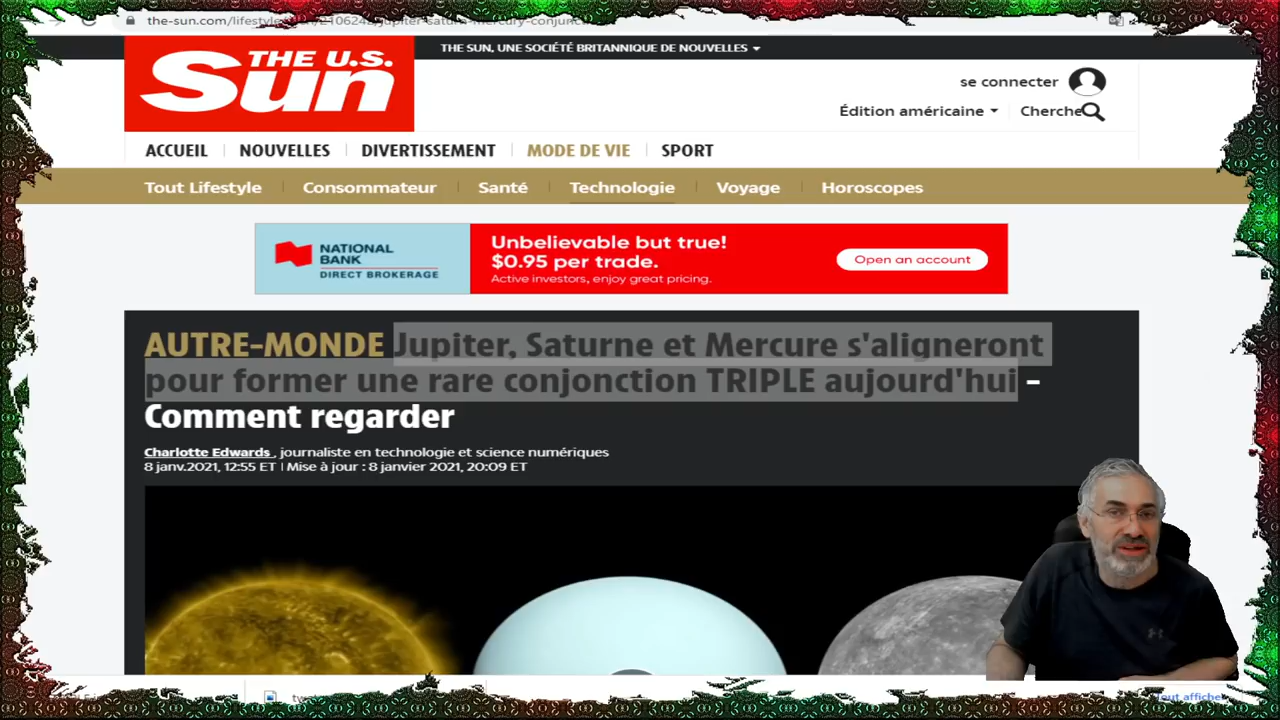 the-sun.com/lifestyle
jupiter-saturn-mercury-conjunc
THE U.S.
Sun
THE SUN, UNE SOCIÉTÉ BRITANNIQUE DE NOUVELLES
se connecter
Édition américaine
Cherche
ACCUEIL NOUVELLES DIVERTISSEMENT MODE DE VIE SPORT
Tout Lifestyle Consommateur Santé Technologie Voyage Horoscopes
NATIONAL
BANK
DIRECT BROKERAGE
Unbelievable but true!
$0.95 per trade.
Active investors, enjoy great pricing.
Open an account
AUTRE-MONDE Jupiter, Saturne et Mercure s'aligneront
pour former une rare conjonction TRIPLE aujourd'hui -
Comment regarder
Charlotte Edwards , journaliste en technologie et science numériques
8 janv.2021, 12:55 ET | Mise à jour : 8 janvier 2021, 20:09 ET